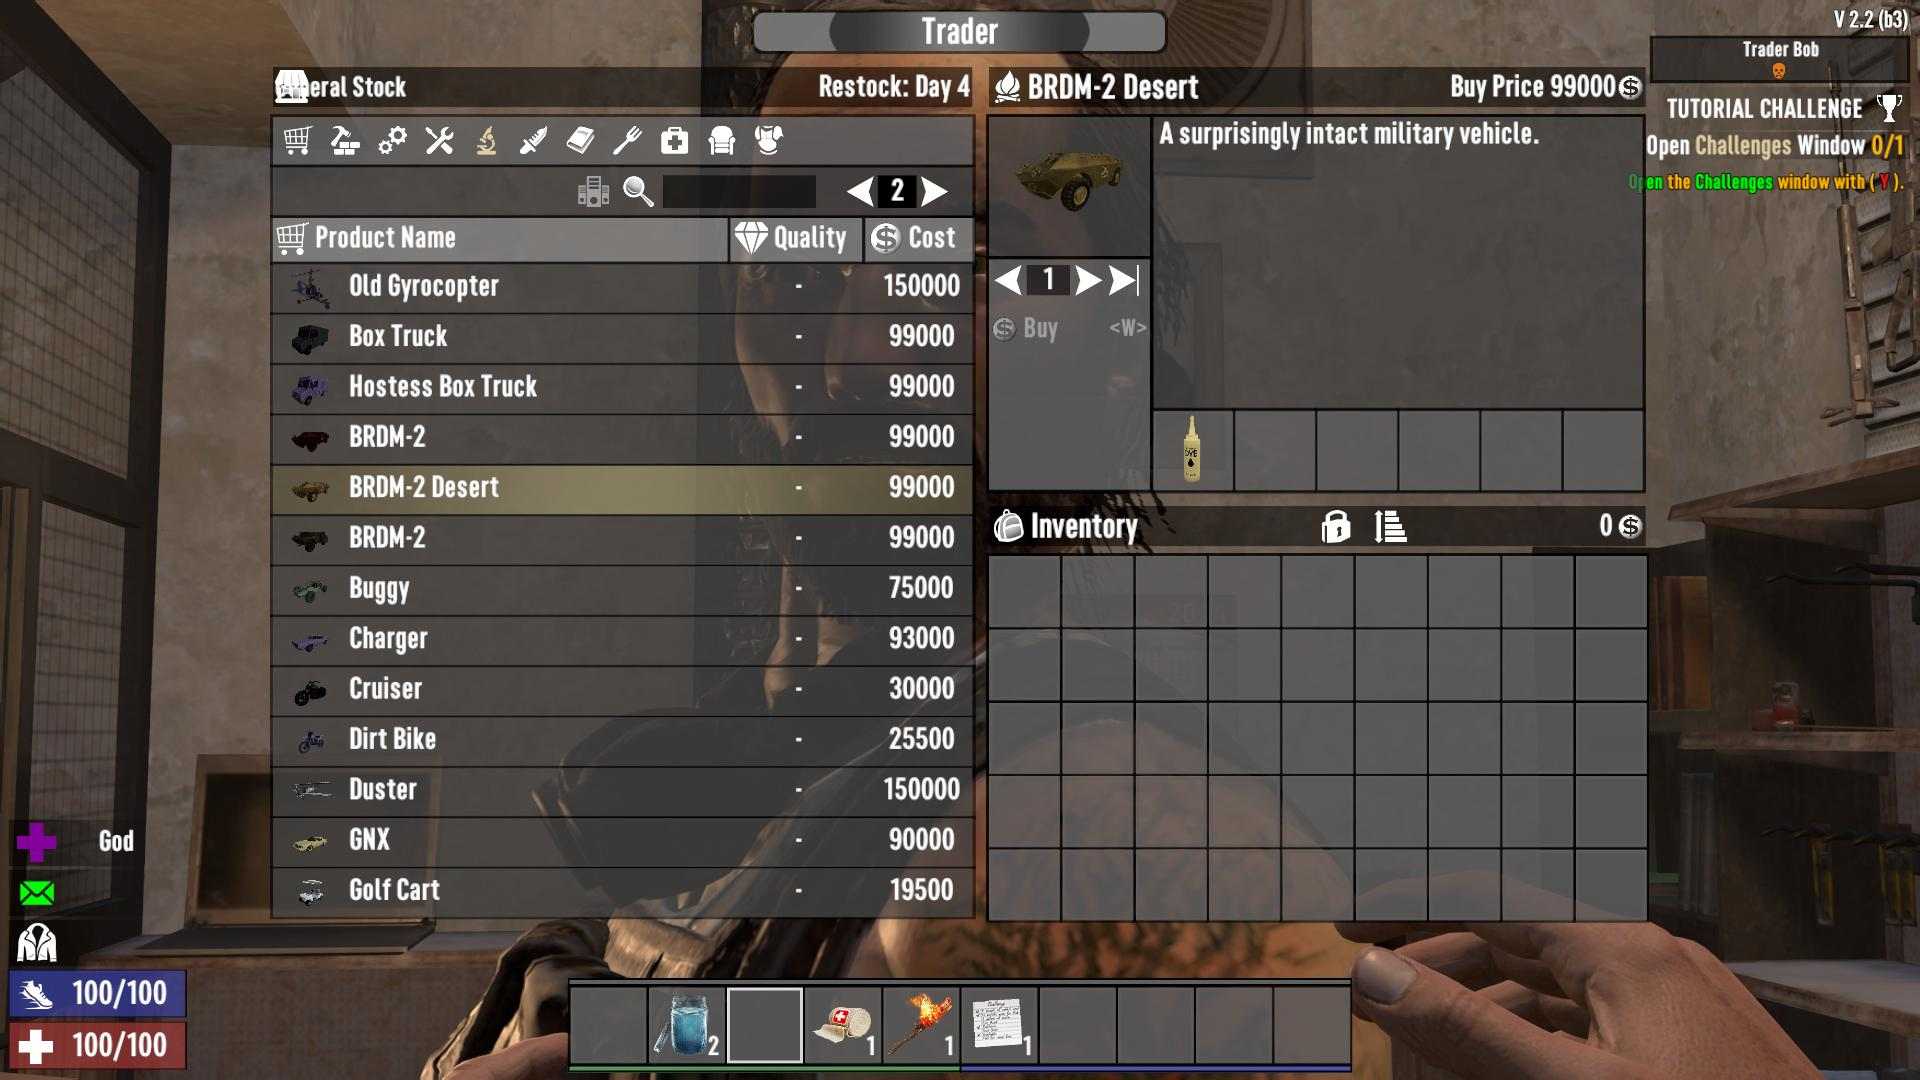 Trader
V 2.2 (b3)
Trader Bob
TUTORIAL CHALLENGE
Open Challenges Window 0/1
Open the Challenges window with ( Y ).
eral Stock
Restock: Day 4
2
Product Name
Quality
Cost
Old Gyrocopter - 150000
Box Truck - 99000
Hostess Box Truck - 99000
BRDM-2 - 99000
BRDM-2 Desert - 99000
BRDM-2 - 99000
Buggy - 75000
Charger - 93000
Cruiser - 30000
Dirt Bike - 25500
Duster - 150000
GNX - 90000
Golf Cart - 19500
BRDM-2 Desert
Buy Price 99000
A surprisingly intact military vehicle.
1
Buy <W>
DYE
Inventory
0
God
100/100
100/100
2
1
1
1